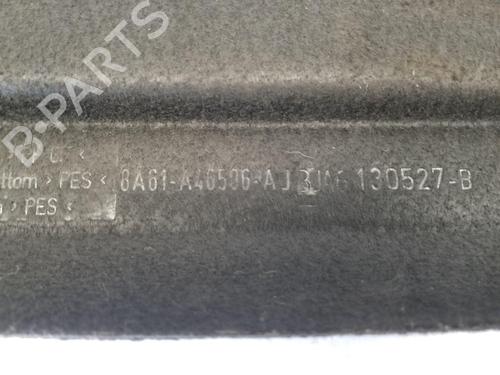 B-PARTS
ttom > PES < 8A61-A46506-AJ 130527-B
> PES <